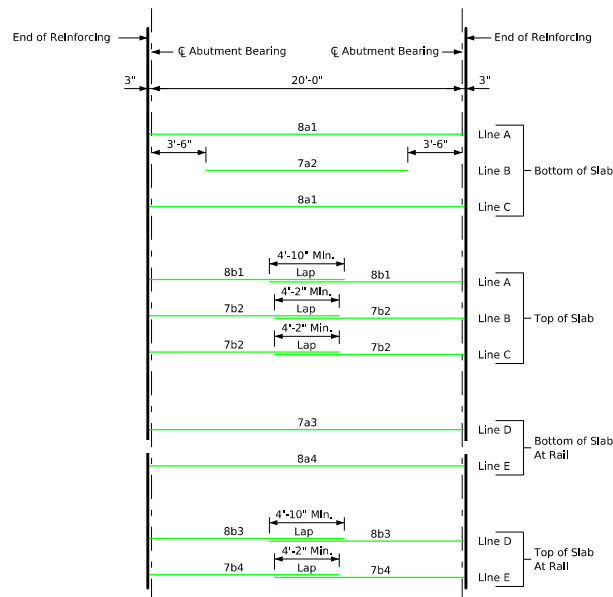 End of Reinforcing
End of Reinforcing
℄ Abutment Bearing
℄ Abutment Bearing
3"
20'-0"
3"
8a1
Line A
3'-6"
3'-6"
7a2
Line B
Bottom of Slab
8a1
Line C
4'-10" Min.
8b1
Lap
8b1
Line A
4'-2" Min.
7b2
Lap
7b2
Line B
Top of Slab
4'-2" Min.
7b2
Lap
7b2
Line C
7a3
Line D
Bottom of Slab
At Rail
8a4
Line E
4'-10" Min.
8b3
Lap
8b3
Line D
Top of Slab
At Rail
4'-2" Min.
7b4
Lap
7b4
Line E